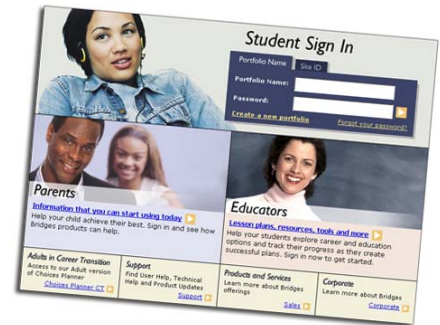 Student Sign In
Portfolio Name
Site ID
Portfolio Name:
Password:
Create a new portfolio
Forgot your password?
Parents
Information that you can start using today
Help your child achieve their best. Sign in and see how
Bridges products can help.
Educators
Lesson plans, resources, tools and more
Help your students explore career and education
options and track their progress as they create
successful plans. Sign in now to get started.
Adults in Career Transition
Access to our Adult version
of Choices Planner
Choices Planner CT
Support
Find User Help, Technical
Help and Product Updates
Support
Products and Services
Learn more about Bridges
offerings
Sales
Corporate
Learn more about Bridges
Corporate